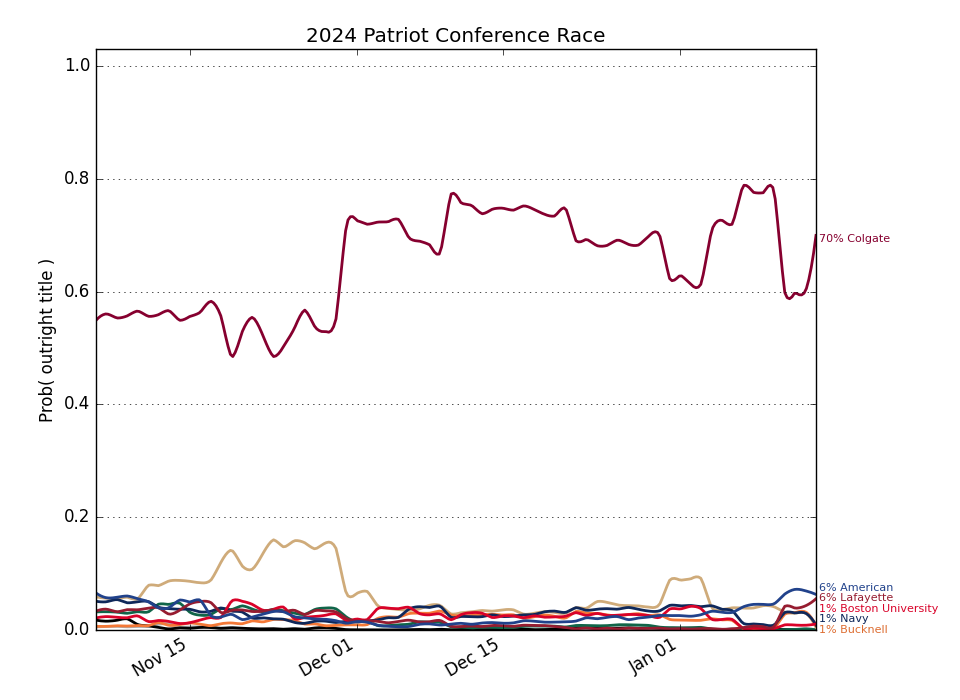 2024 Patriot Conference Race
Prob( outright title )
1.0
0.8
0.6
0.4
0.2
0.0
Nov 15
Dec 01
Dec 15
Jan 01
70% Colgate
6% American
6% Lafayette
1% Boston University
1% Navy
1% Bucknell